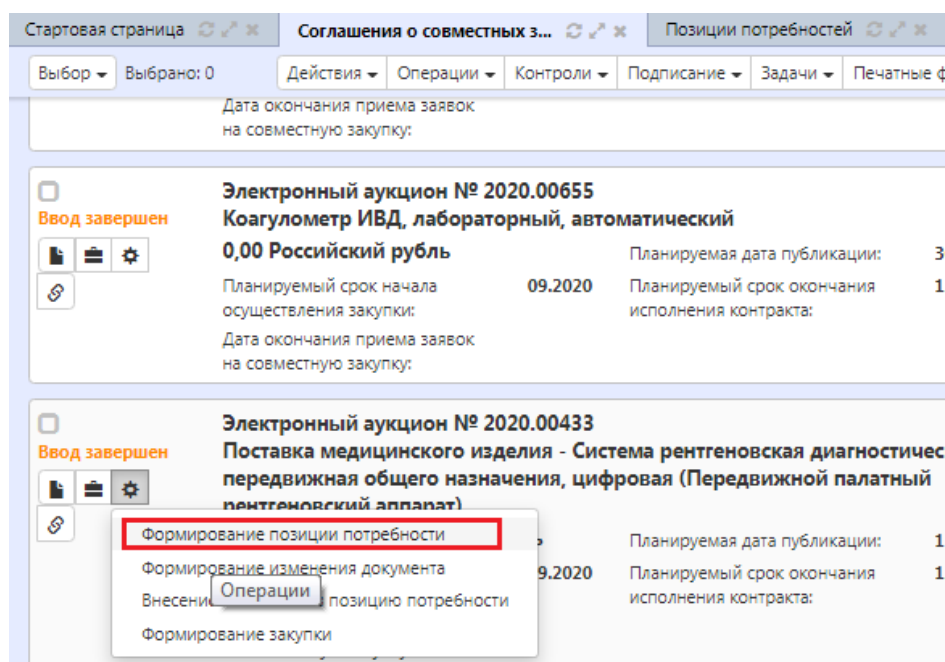 Стартовая страница
Соглашения о совместных з...
Позиции потребностей
Выбор
Выбрано: 0
Действия
Операции
Контроли
Подписание
Задачи
Печатные
Дата окончания приема заявок
на совместную закупку:
Электронный аукцион № 2020.00655
Ввод завершен
Коагулометр ИВД, лабораторный, автоматический
0,00 Российский рубль
Планируемая дата публикации:
3
Планируемый срок начала
осуществления закупки:
09.2020
Планируемый срок окончания
исполнения контракта:
1
Дата окончания приема заявок
на совместную закупку:
Электронный аукцион № 2020.00433
Ввод завершен
Поставка медицинского изделия - Система рентгеновская диагностичес
передвижная общего назначения, цифровая (Передвижной палатный
рентгеновский аппарат)
Формирование позиции потребности
Планируемая дата публикации:
1
Формирование изменения документа
9.2020
Планируемый срок окончания
исполнения контракта:
1
Операции
позицию потребности
Формирование закупки